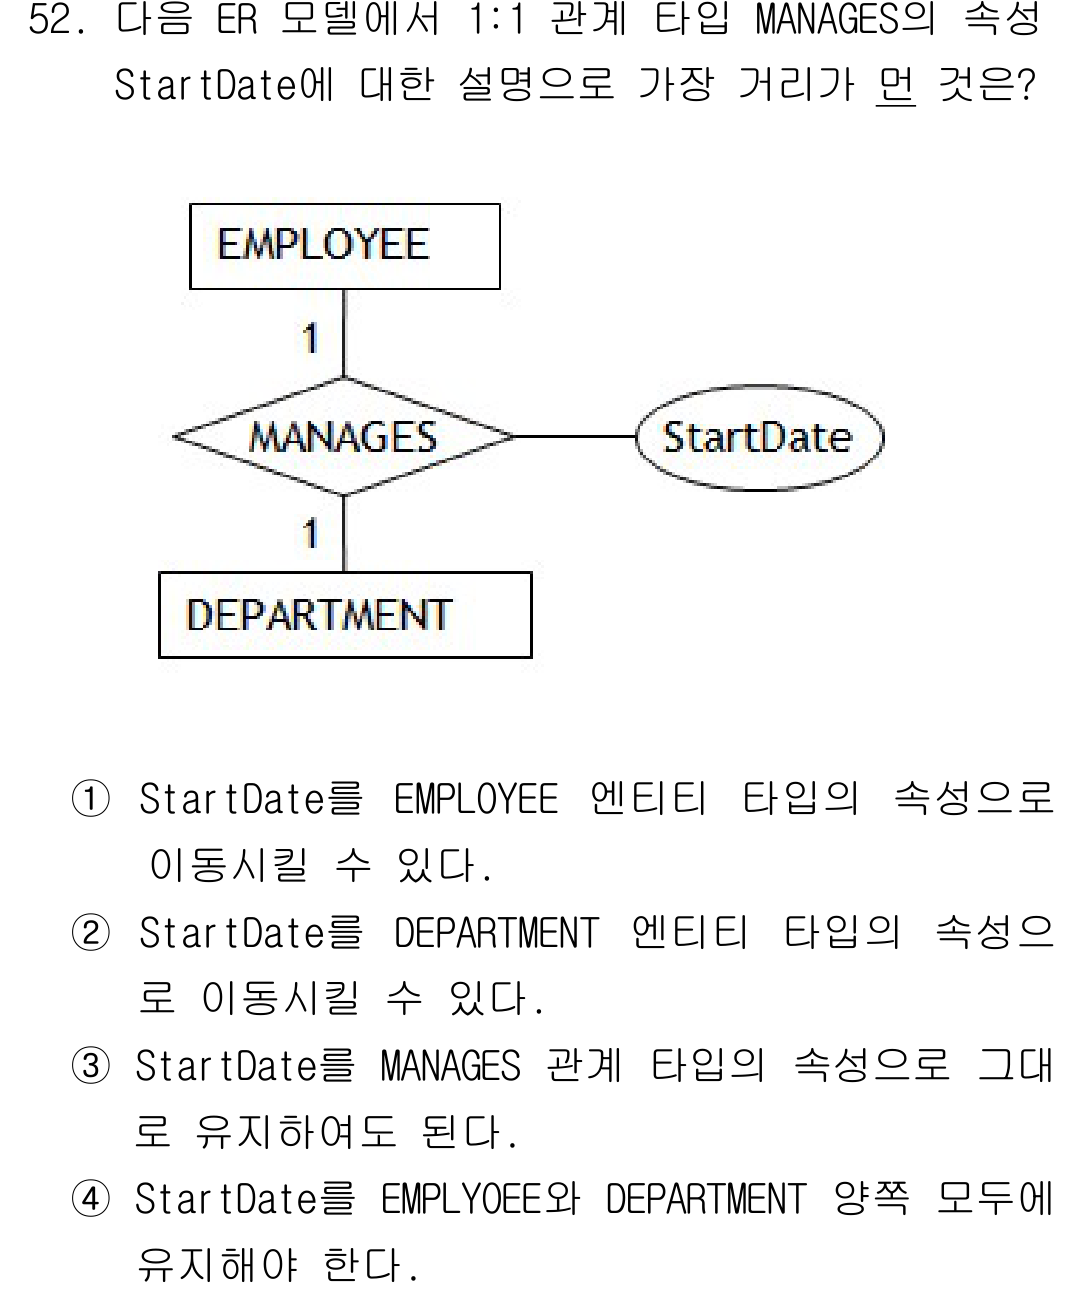 52. 다음 ER 모델에서 1:1 관계 타입 MANAGES의 속성
StartDate에 대한 설명으로 가장 거리가 먼 것은?
EMPLOYEE
1
MANAGES
StartDate
1
DEPARTMENT
① StartDate를 EMPLOYEE 엔티티 타입의 속성으로
이동시킬 수 있다.
② StartDate를 DEPARTMENT 엔티티 타입의 속성으
로 이동시킬 수 있다.
③ StartDate를 MANAGES 관계 타입의 속성으로 그대
로 유지하여도 된다.
④ StartDate를 EMPLYOEE와 DEPARTMENT 양쪽 모두에
유지해야 한다.